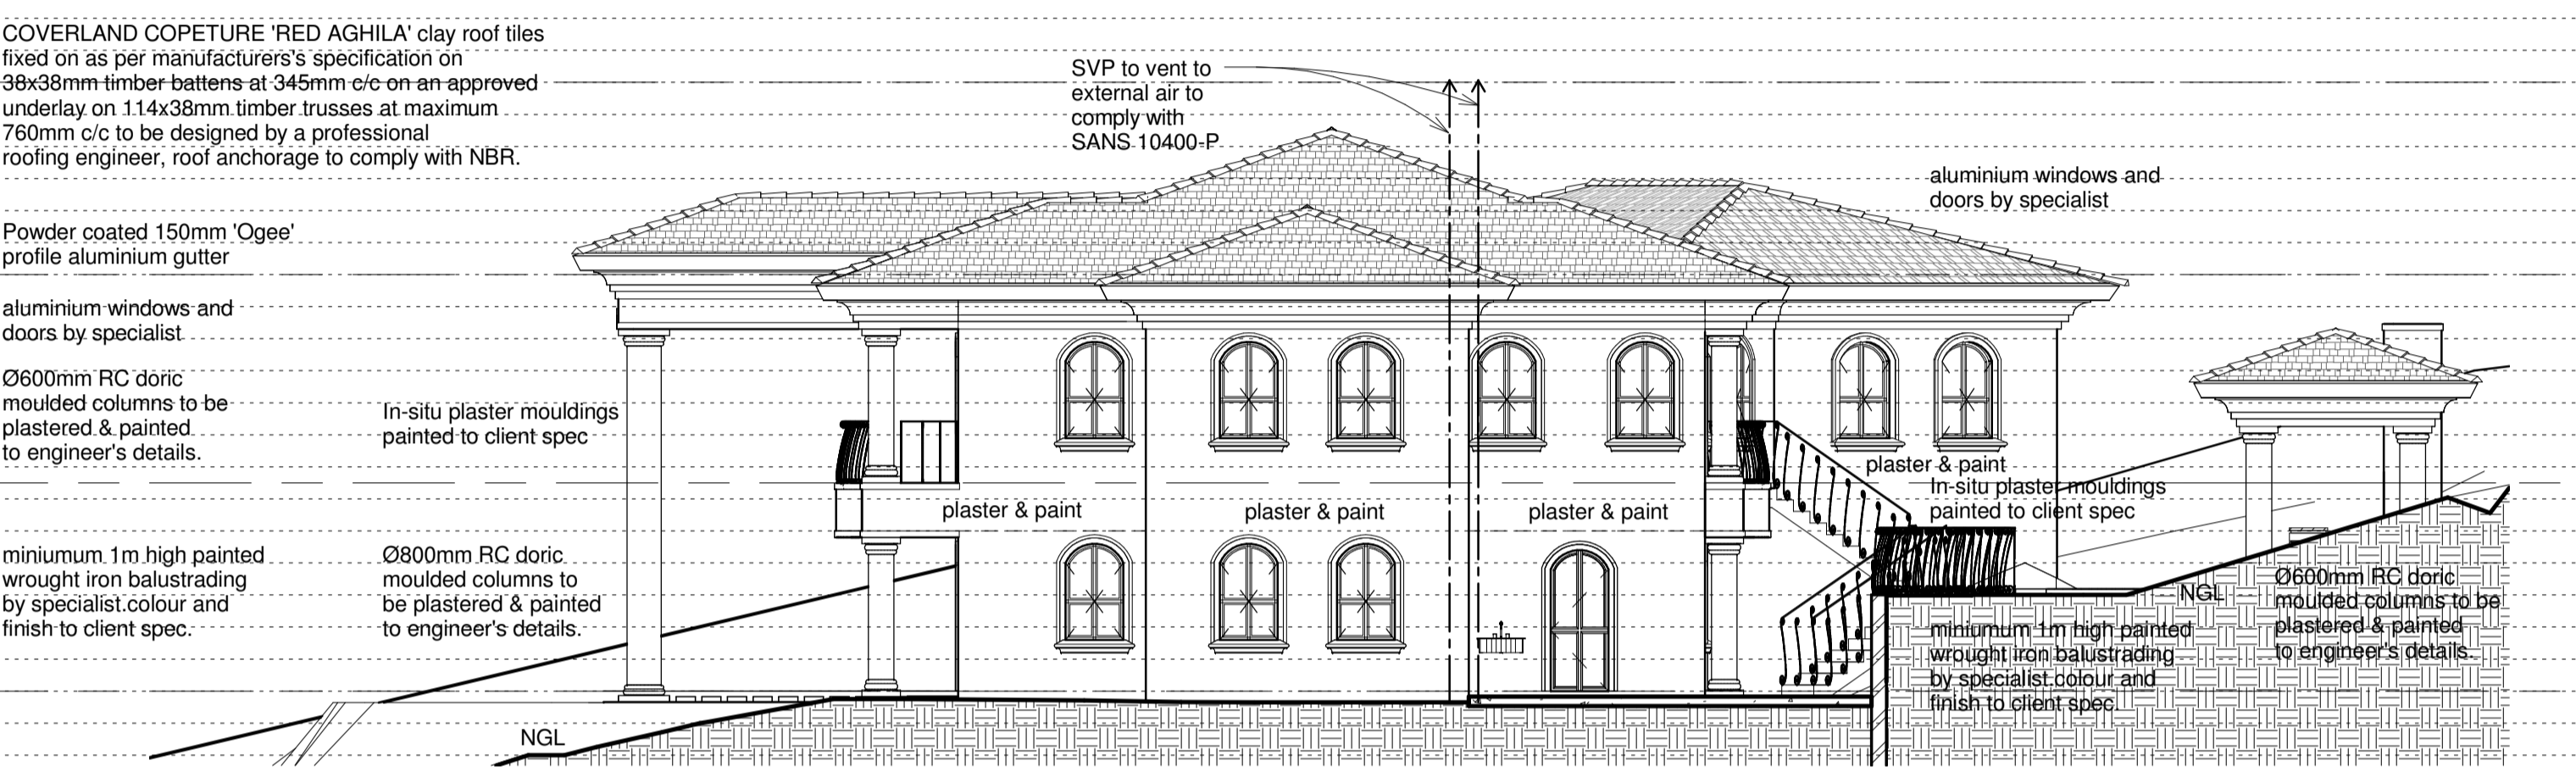 COVERLAND COPETURE 'RED AGHILA' clay roof tiles
fixed on as per manufacturers's specification on
38x38mm timber battens at 345mm c/c on an approved
underlay on 114x38mm timber trusses at maximum
760mm c/c to be designed by a professional
roofing engineer, roof anchorage to comply with NBR.
Powder coated 150mm 'Ogee'
profile aluminium gutter
aluminium windows and
doors by specialist
Ø600mm RC doric
moulded columns to be
plastered & painted
to engineer's details.
In-situ plaster mouldings
painted to client spec
miniumum 1m high painted
wrought iron balustrading
by specialist.colour and
finish to client spec.
Ø800mm RC doric
moulded columns to
be plastered & painted
to engineer's details.
NGL
SVP to vent to
external air to
comply with
SANS 10400-P
plaster & paint
plaster & paint
plaster & paint
aluminium windows and
doors by specialist
plaster & paint
In-situ plaster mouldings
painted to client spec
NGL
miniumum 1m high painted
wrought iron balustrading
by specialist.colour and
finish to client spec.
Ø600mm RC doric
moulded columns to be
plastered & painted
to engineer's details.